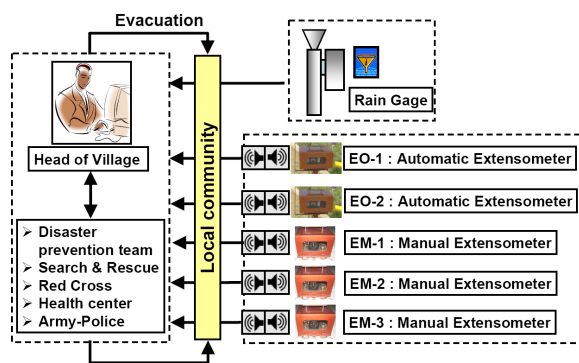 Evacuation
Head of Village
Disaster
prevention team
Search & Rescue
Red Cross
Health center
Army-Police
Local community
Rain Gage
EO-1 : Automatic Extensometer
EO-2 : Automatic Extensometer
EM-1 : Manual Extensometer
EM-2 : Manual Extensometer
EM-3 : Manual Extensometer